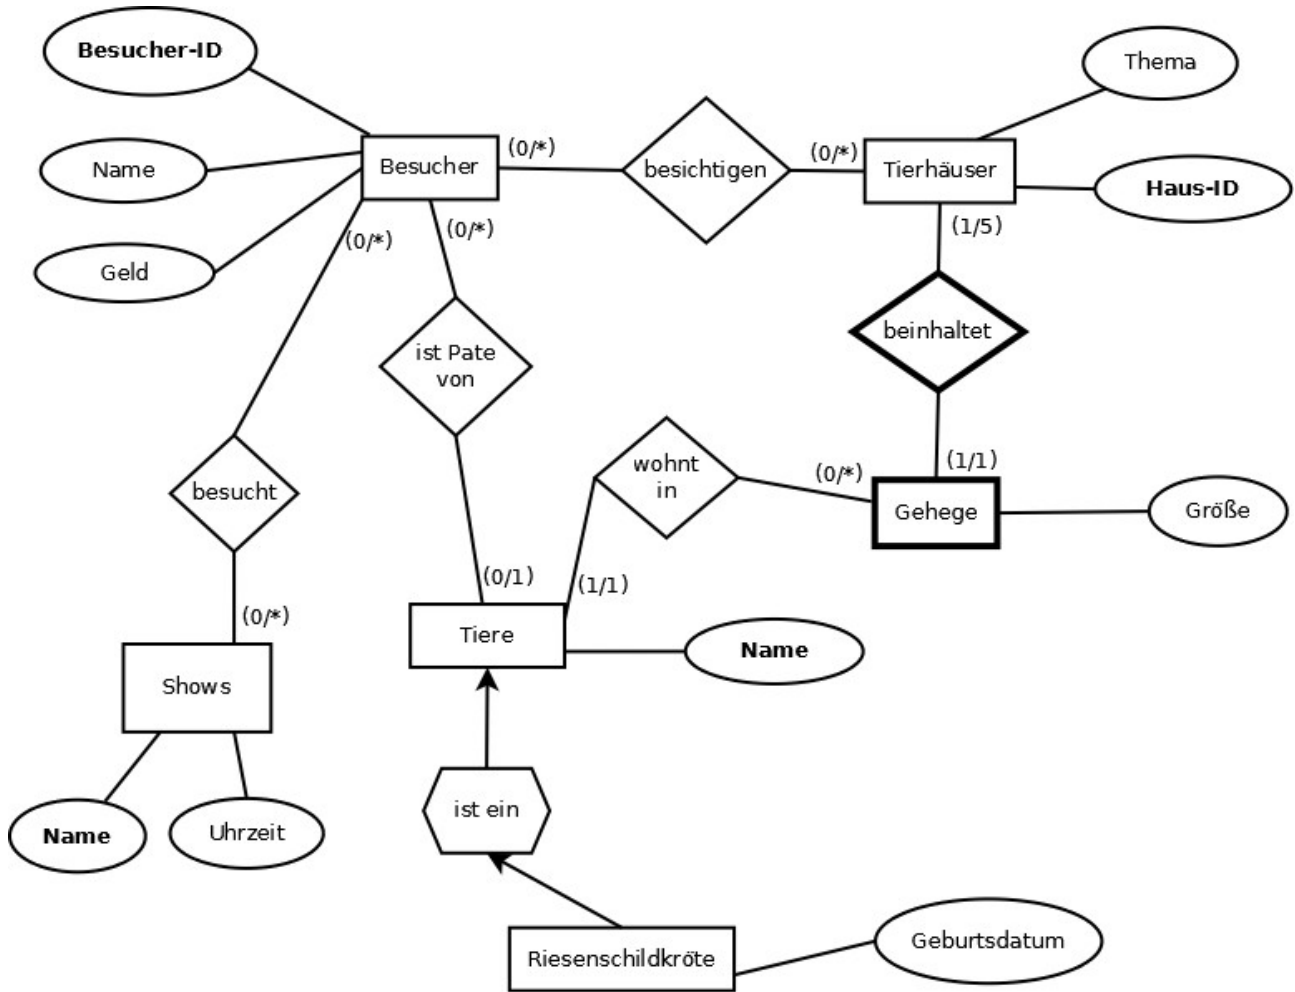 Besucher-ID
Thema
Besucher
(0/*)
besichtigen
(0/*)
Tierhäuser
Name
Haus-ID
(0/*)
(0/*)
(1/5)
Geld
beinhaltet
ist Pate
von
wohnt
in
(0/*)
(1/1)
besucht
Gehege
Größe
(0/1)
(1/1)
(0/*)
Tiere
Name
Shows
ist ein
Name
Uhrzeit
Riesenschildkröte
Geburtsdatum